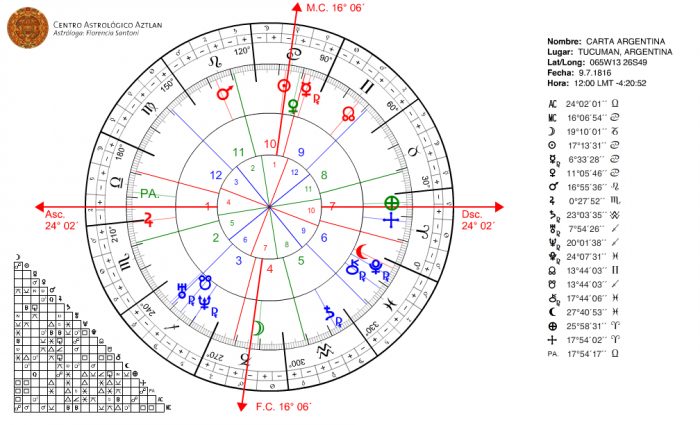 CENTRO ASTROLÓGICO AZTLAN
Astróloga: Florencia Santoni
M.C. 16° 06´
120°
60°
150°
30°
180°
210°
240°
270°
300°
330°
Asc.
24° 02´
Dsc.
24° 02´
F.C. 16° 06´
PA.
10
9
11
8
12
7
1
6
2
5
3
4
Nombre: CARTA ARGENTINA
Lugar: TUCUMAN, ARGENTINA
Lat/Long: 065W13 26S49
Fecha: 9.7.1816
Hora: 12:00 LMT -4:20:52
AC 24°02´01´´ ♎
MC 16°06´54´´ ♋
☽ 19°10´01´´ ♑
☉ 17°13´31´´ ♋
☿R 6°33´28´´ ♋
♀ 11°05´46´´ ♋
♂ 16°55´36´´ ♌
♃ 0°27´52´´ ♏
♄R 23°03´35´´ ♒
♅R 7°54´26´´ ♐
♆R 20°01´38´´ ♐
♇R 24°07´31´´ ♓
☊ 13°44´03´´ ♊
☋ 13°44´03´´ ♐
⚷R 17°44´06´´ ♓
⚸ 27°40´53´´ ♓
⊕ 25°58´31´´ ♈
17°54´02´´ ♈
PA 17°54´17´´ ♎